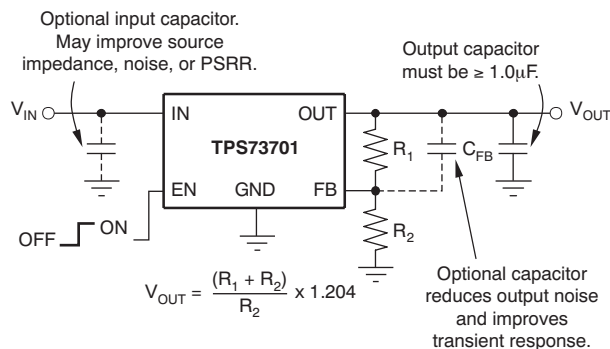 Optional input capacitor.
May improve source
impedance, noise, or PSRR.
Output capacitor
must be ≥ 1.0μF.
V_IN
IN
OUT
V_OUT
TPS73701
R_1
C_FB
EN
GND
FB
OFF
ON
R_2
V_OUT = (R_1 + R_2) / R_2 x 1.204
Optional capacitor
reduces output noise
and improves
transient response.